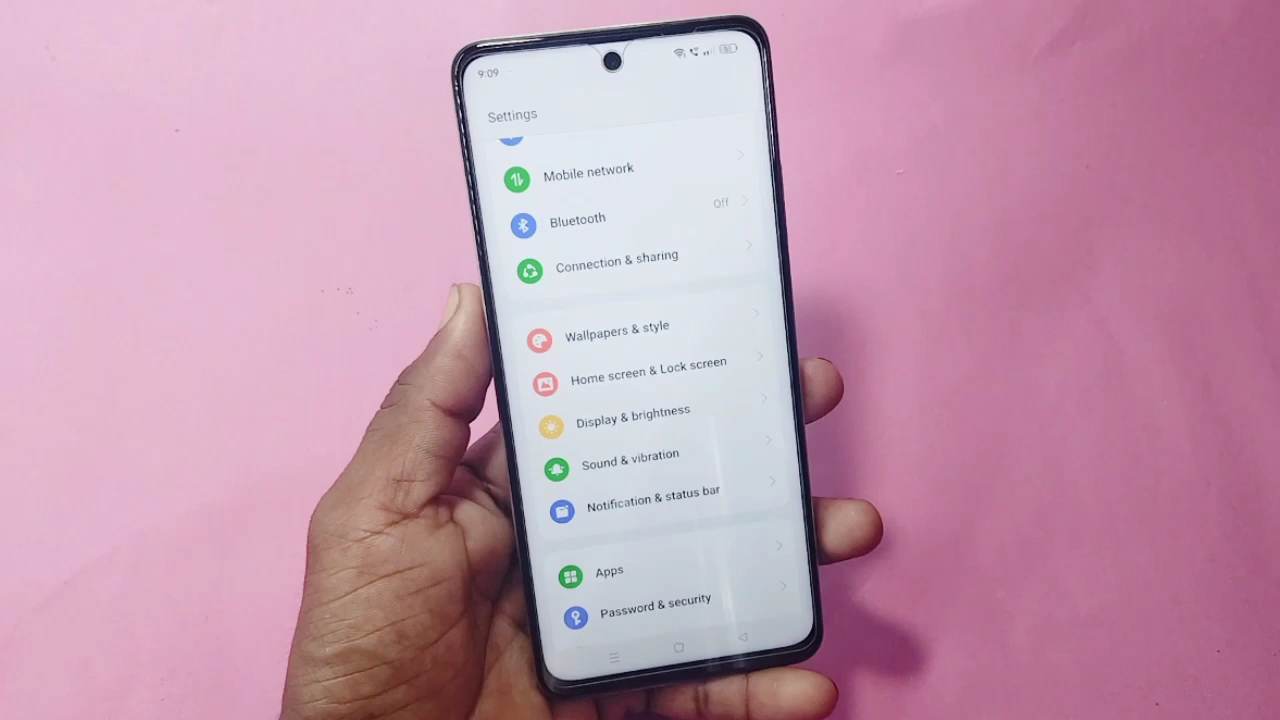 9:09
Settings
Mobile network
Bluetooth
Off
Connection & sharing
Wallpapers & style
Home screen & Lock screen
Display & brightness
Sound & vibration
Notification & status bar
Apps
Password & security